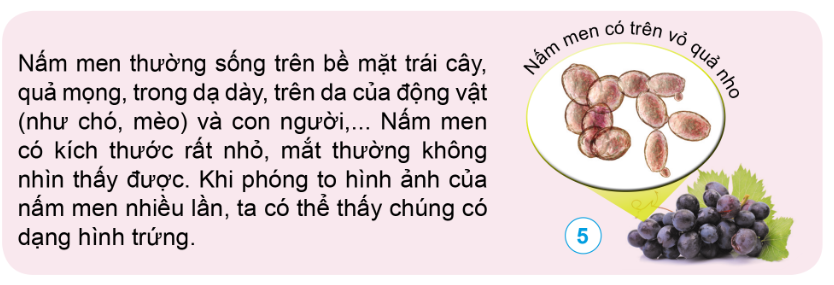 Nấm men thường sống trên bề mặt trái cây,
quả mọng, trong dạ dày, trên da của động vật
(như chó, mèo) và con người,... Nấm men
có kích thước rất nhỏ, mắt thường không
nhìn thấy được. Khi phóng to hình ảnh của
nấm men nhiều lần, ta có thể thấy chúng có
dạng hình trứng.
Nấm men có trên vỏ quả nho
5